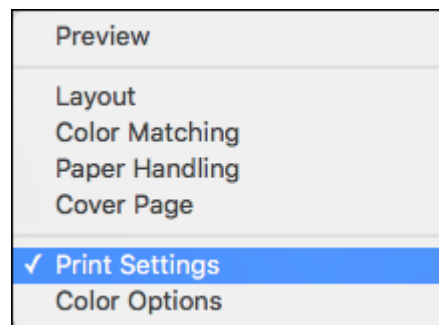 Preview
Layout
Color Matching
Paper Handling
Cover Page
✓ Print Settings
Color Options